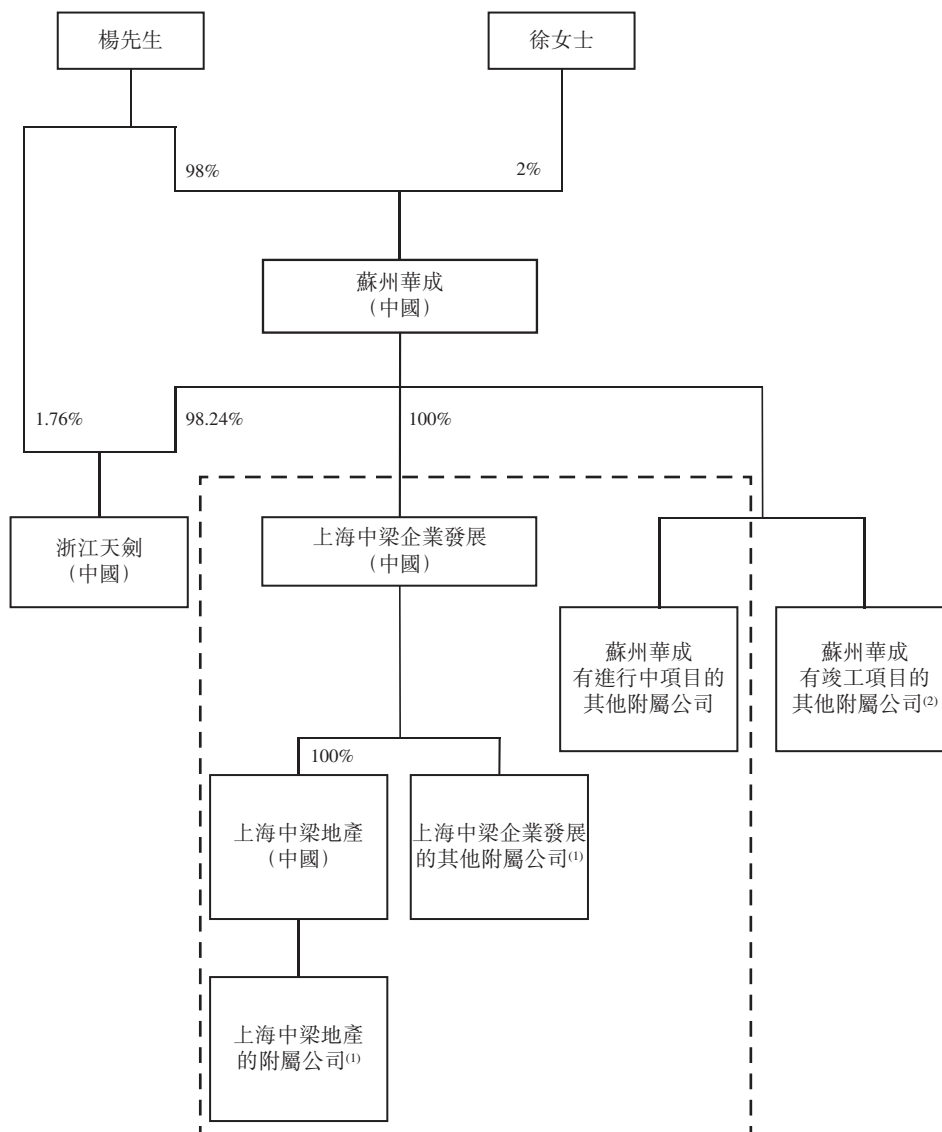 楊先生
徐女士
98%
2%
蘇州華成
（中國）
1.76%
98.24%
100%
浙江天劍
（中國）
上海中梁企業發展
（中國）
蘇州華成
有進行中項目的
其他附屬公司
蘇州華成
有竣工項目的
其他附屬公司(2)
100%
上海中梁地產
（中國）
上海中梁企業發展
的其他附屬公司(1)
上海中梁地產
的附屬公司(1)